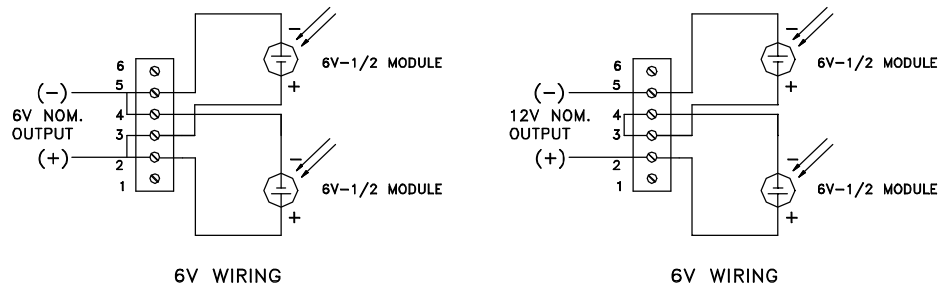 6
5
4
3
2
1
(-)
6V NOM.
OUTPUT
(+)
-
6V-1/2 MODULE
+
-
6V-1/2 MODULE
+
6V WIRING
6
5
4
3
2
1
(-)
12V NOM.
OUTPUT
(+)
-
6V-1/2 MODULE
+
-
6V-1/2 MODULE
+
6V WIRING